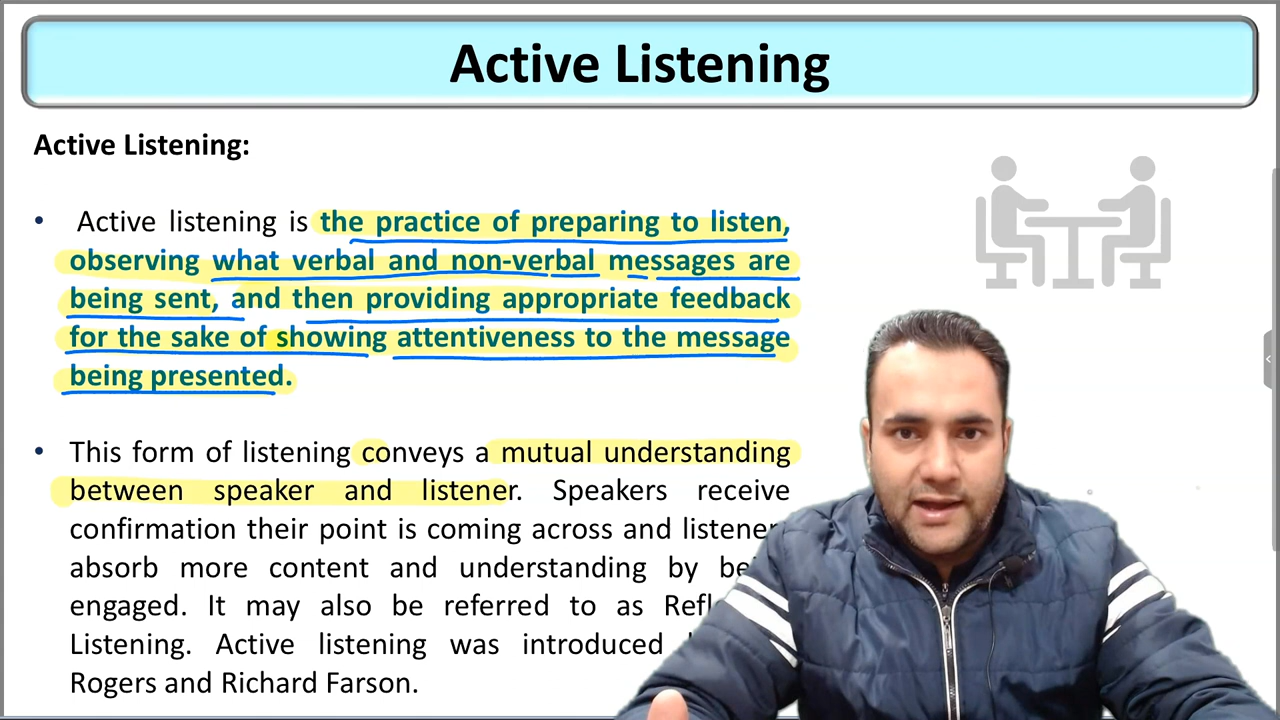 Active Listening
Active Listening:
• Active listening is the practice of preparing to listen,
observing what verbal and non-verbal messages are
being sent, and then providing appropriate feedback
for the sake of showing attentiveness to the message
being presented.
• This form of listening conveys a mutual understanding
between speaker and listener. Speakers receive
confirmation their point is coming across and
absorb more content and understanding by
engaged. It may also be referred to as
Listening. Active listening was introduced
Rogers and Richard Farson.